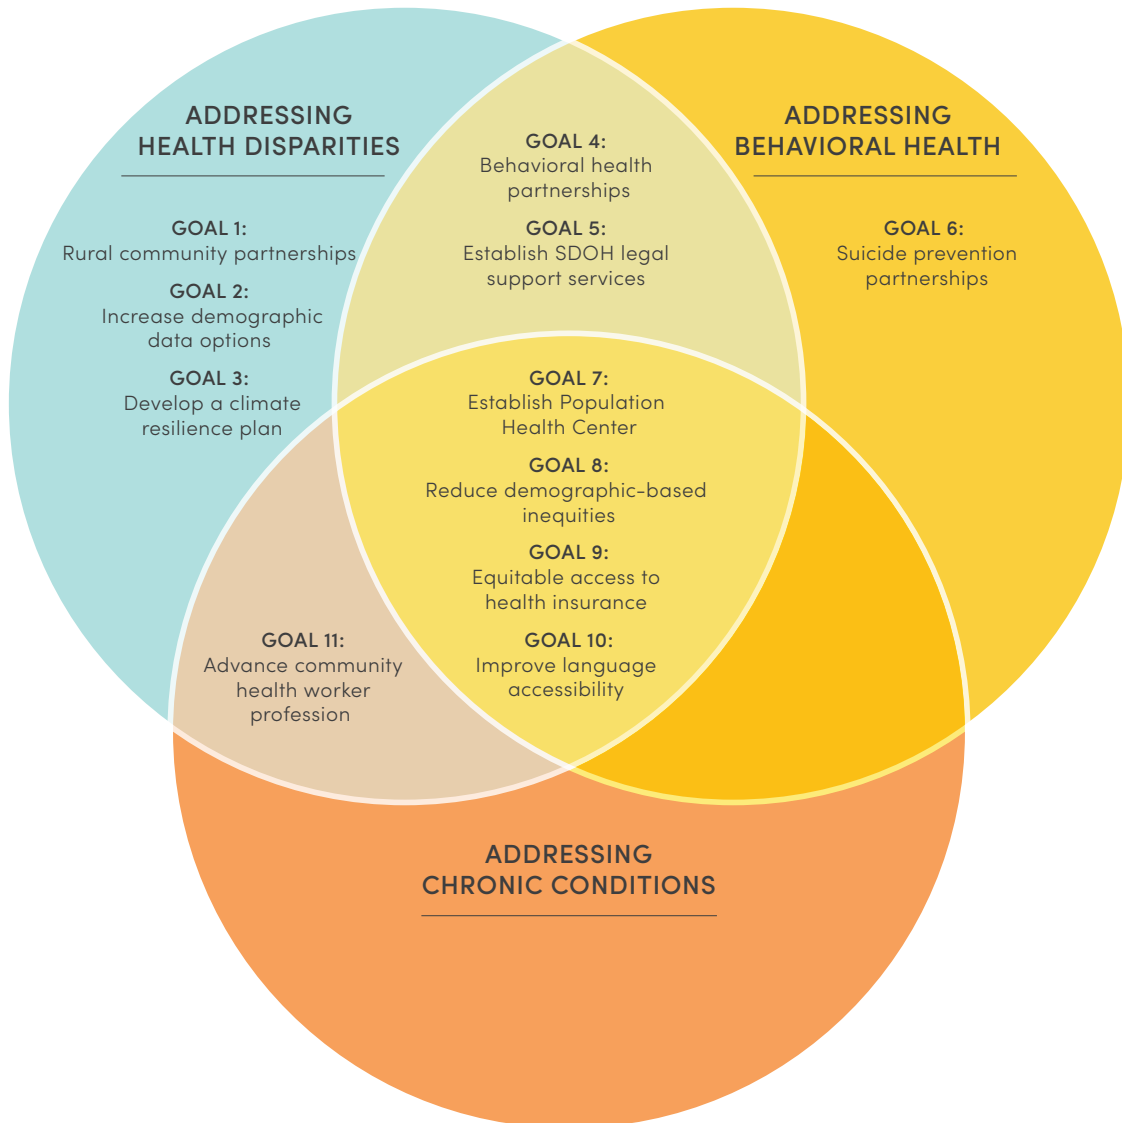 ADDRESSING
HEALTH DISPARITIES
GOAL 1:
Rural community partnerships
GOAL 2:
Increase demographic
data options
GOAL 3:
Develop a climate
resilience plan
GOAL 4:
Behavioral health
partnerships
GOAL 5:
Establish SDOH legal
support services
ADDRESSING
BEHAVIORAL HEALTH
GOAL 6:
Suicide prevention
partnerships
GOAL 7:
Establish Population
Health Center
GOAL 8:
Reduce demographic-based
inequities
GOAL 9:
Equitable access to
health insurance
GOAL 10:
Improve language
accessibility
GOAL 11:
Advance community
health worker
profession
ADDRESSING
CHRONIC CONDITIONS